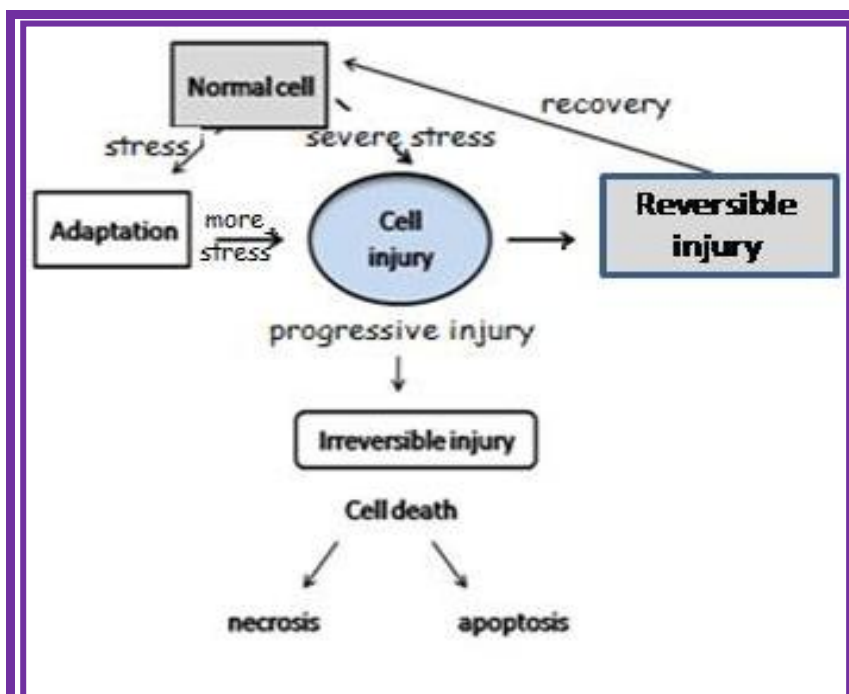 Normal cell
recovery
stress
severe stress
Reversible
injury
Adaptation
more
stress
Cell
injury
progressive injury
Irreversible injury
Cell death
necrosis
apoptosis